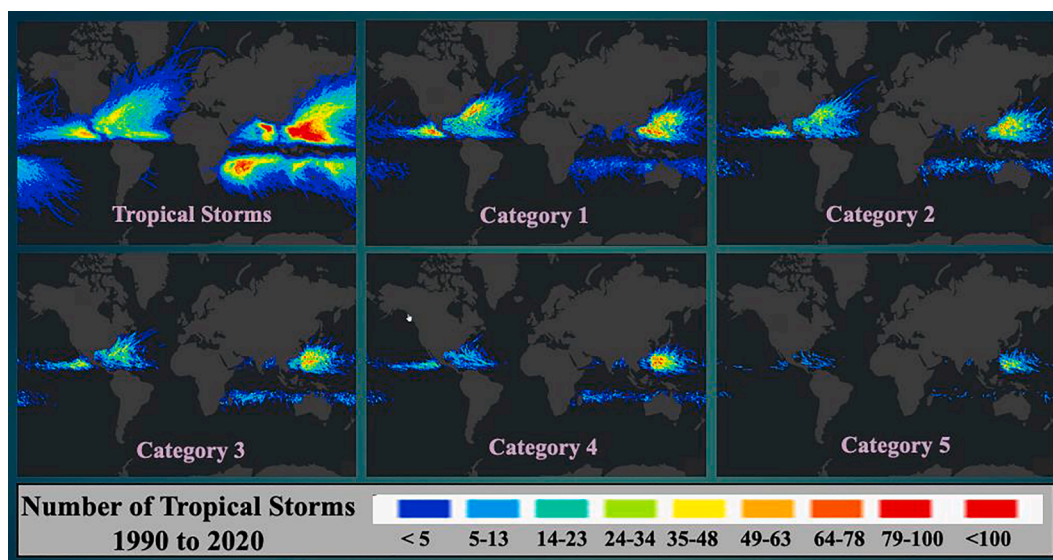 Tropical Storms
Category 1
Category 2
Category 3
Category 4
Category 5
Number of Tropical Storms
1990 to 2020
< 5 5-13 14-23 24-34 35-48 49-63 64-78 79-100 <100